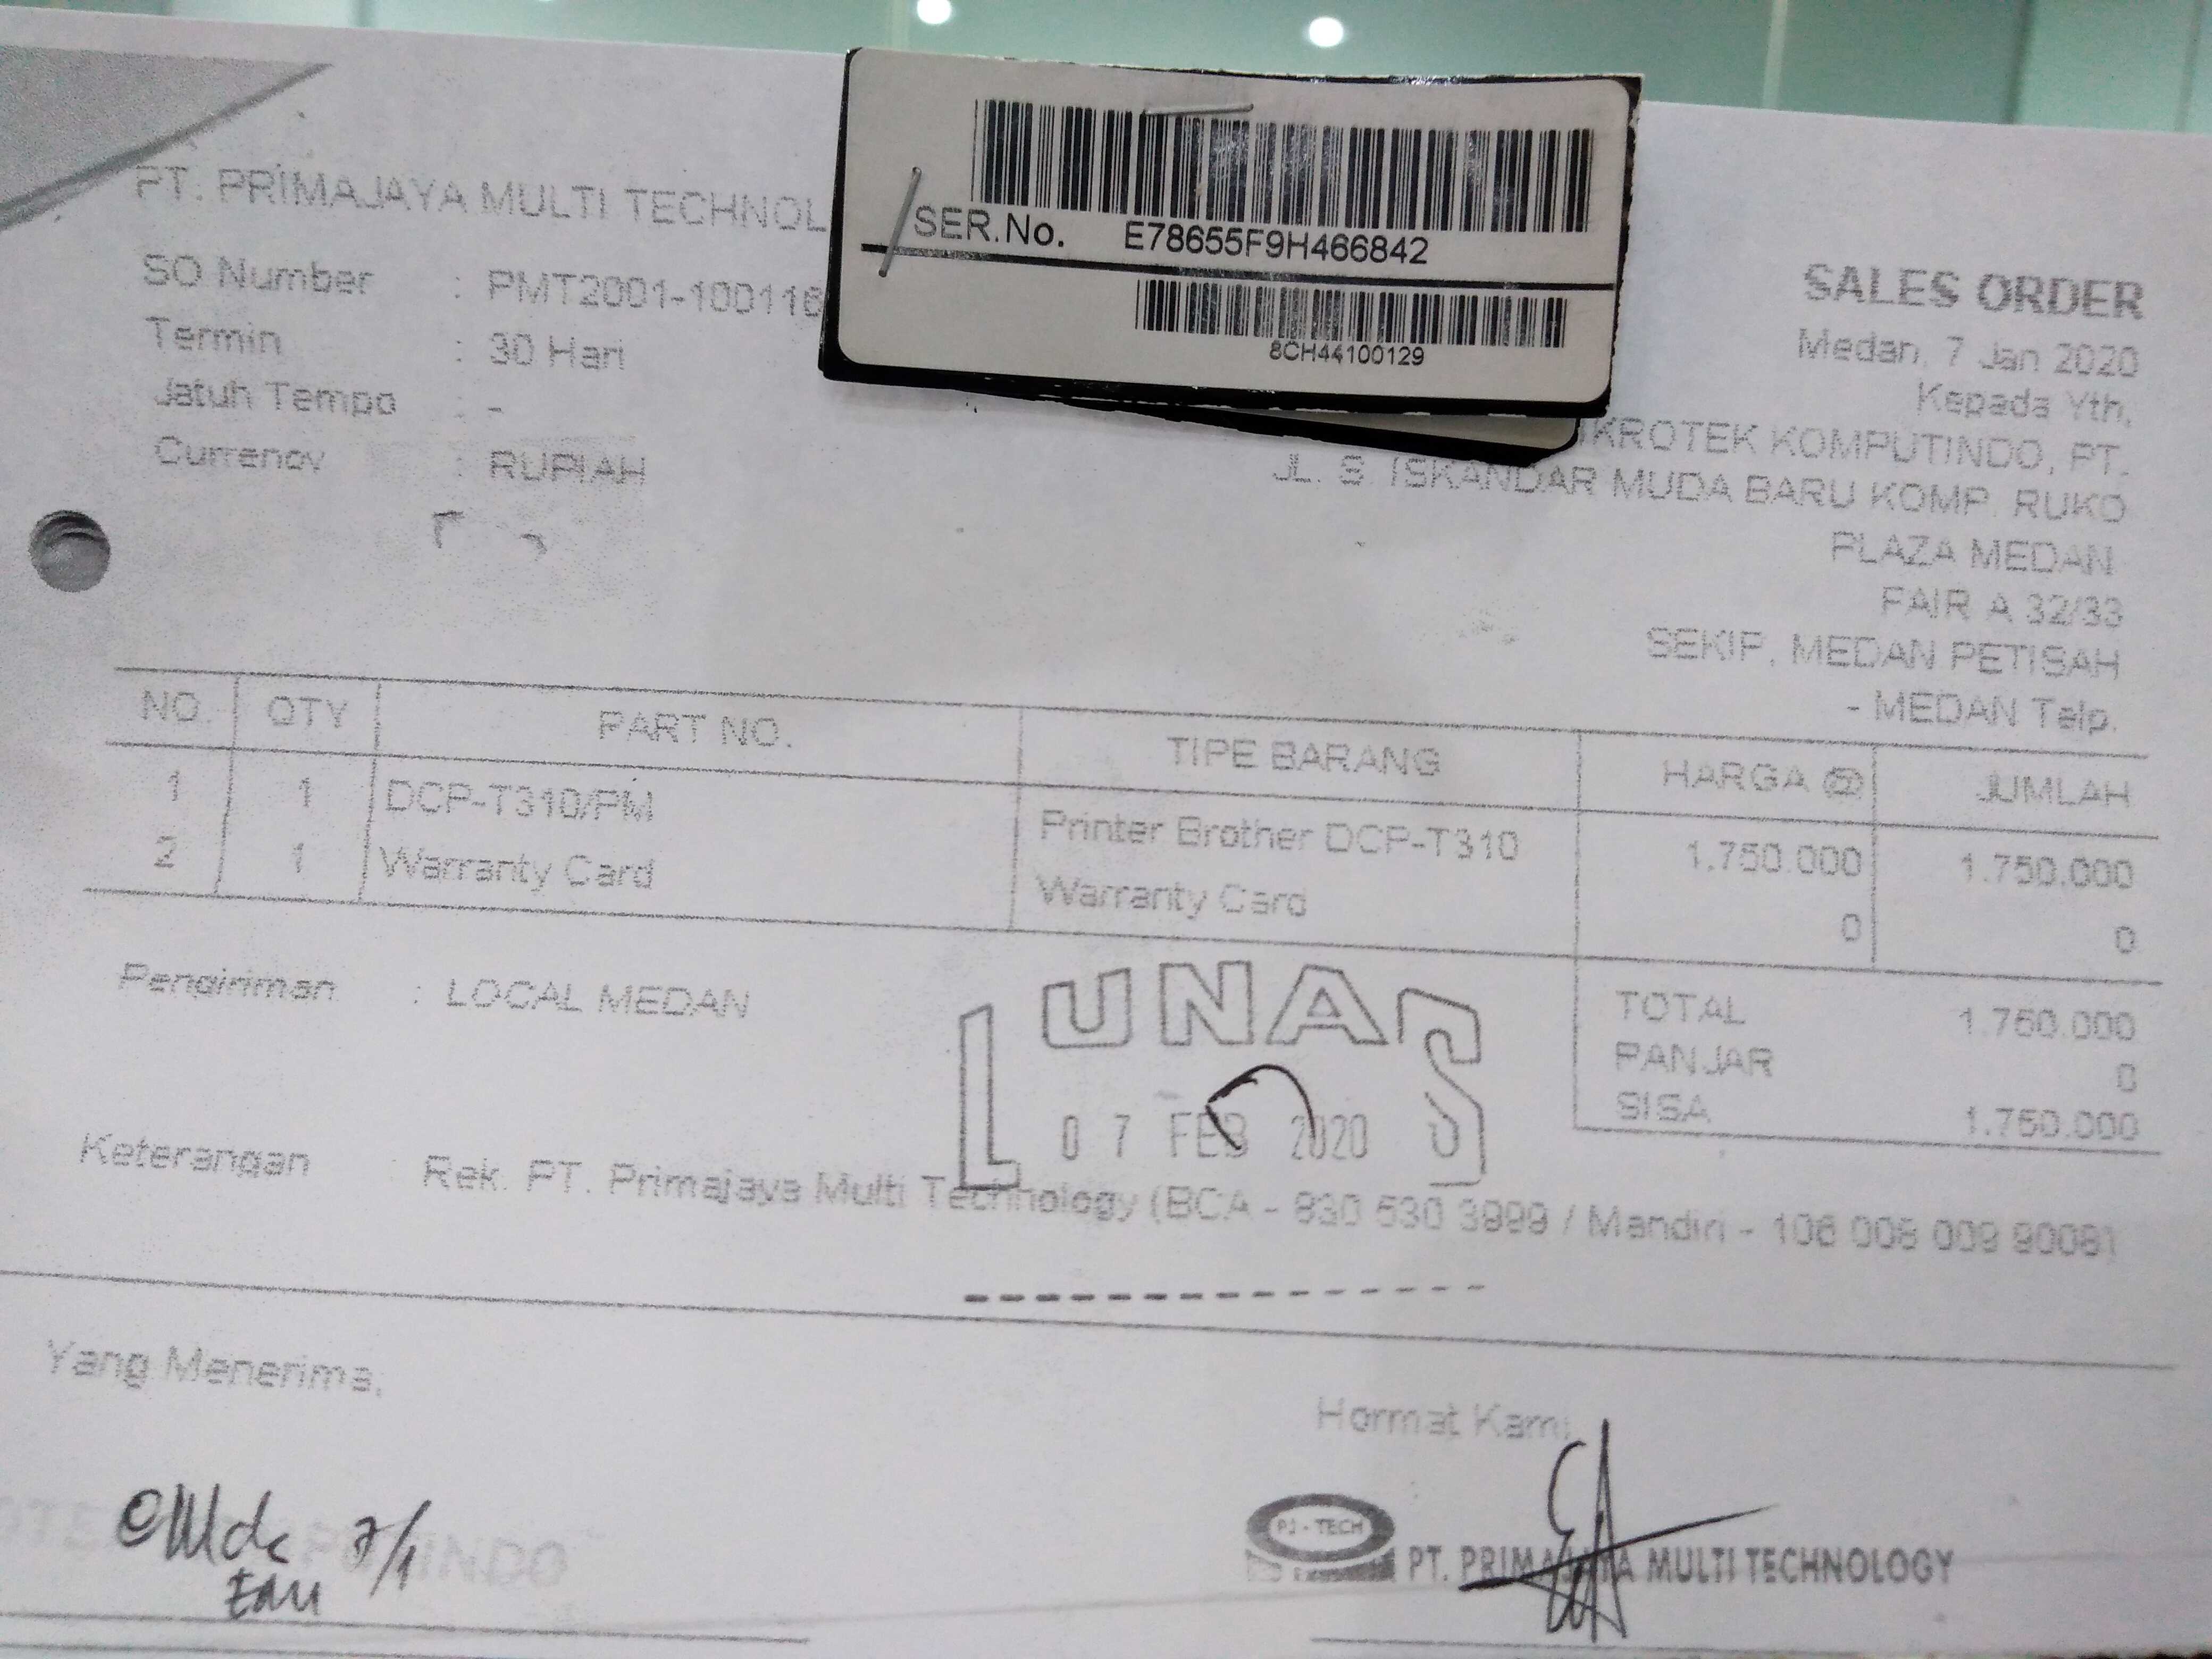 SER.No. E78655F9H466842
8CH44100129
PT. PRIMAJAYA MULTI TECHNOL
SO Number : PMT2001-100116
Termin : 30 Hari
Jatuh Tempo : -
Currency : RUPIAH
SALES ORDER
Medan, 7 Jan 2020
Kepada Yth,
KROTEK KOMPUTINDO, PT.
JL. S. ISKANDAR MUDA BARU KOMP. RUKO
PLAZA MEDAN
FAIR A 32/33
SEKIP, MEDAN PETISAH
- MEDAN Telp.
NO. QTY PART NO. TIPE BARANG HARGA @ JUMLAH
1 1 DCP-T310/PM Printer Brother DCP-T310 1.750.000 1.750.000
2 1 Warranty Card Warranty Card 0 0
Pengiriman : LOCAL MEDAN
TOTAL 1.750.000
PANJAR 0
SISA 1.750.000
LUNAS
07 FEB 2020
Keterangan : Rek. PT. Primajaya Multi Technology (BCA - 830 530 3999 / Mandiri - 106 008 009 9008)
Yang Menerima,
Hormat Kami,
7/1
PJ - TECH
PT. PRIMAJAYA MULTI TECHNOLOGY